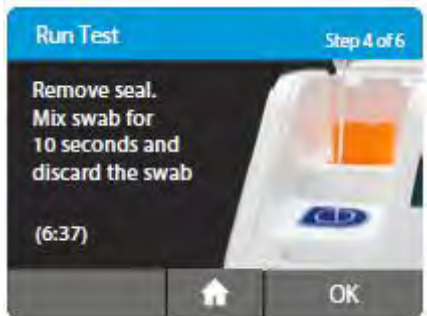 Run Test
Step 4 of 6
Remove seal.
Mix swab for
10 seconds and
discard the swab
(6:37)
OK